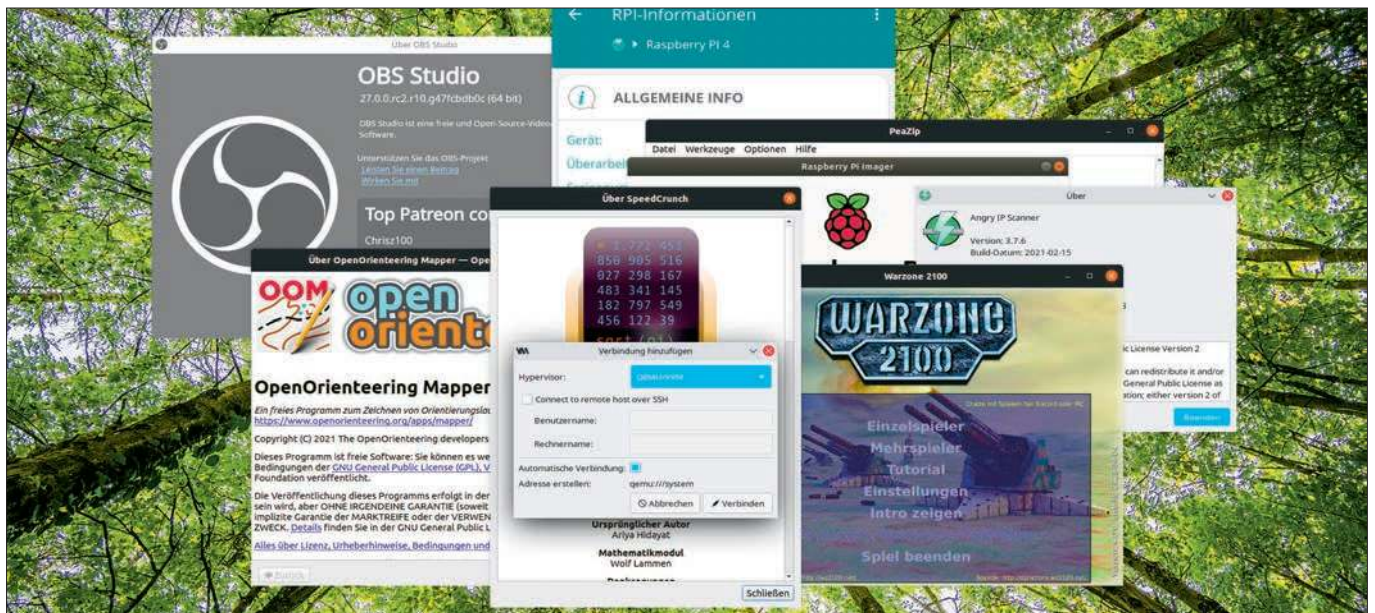 Über OBS Studio
OBS Studio
27.0.0.rc2.r10.g47fcbdb0c (64 bit)
OBS Studio ist eine freie und Open-Source-Video-
Software.
Unterstützen Sie das OBS-Projekt
Leisten Sie einen Beitrag
Wirken Sie mit
Top Patreon co
Chrisz100
RPI-Informationen
Raspberry PI 4
ALLGEMEINE INFO
Gerät:
Überarbei
PeaZip
Datei Werkzeuge Optionen Hilfe
Raspberry Pi Imager
Über
Angry IP Scanner
Version: 3.7.6
Build-Datum: 2021-02-15
ic License Version 2
can redistribute it and/or
General Public License as
ation; either version 2 of
Beenden
Über SpeedCrunch
1.772 453
850 905 516
027 298 167
483 341 145
182 797 549
456 122 39
sqrt(pi)
Ursprünglicher Autor
Ariya Hidayat
Mathematikmodul
Wolf Lammen
Schließen
Über OpenOrienteering Mapper — Ope
OOM
open
oriente
OpenOrienteering Mapper
Ein freies Programm zum Zeichnen von Orientierungslau
https://www.openorienteering.org/apps/mapper/
Copyright (C) 2021 The OpenOrienteering developers
Dieses Programm ist freie Software: Sie können es we
Bedingungen der GNU General Public License (GPL), V
Foundation veröffentlicht.
Die Veröffentlichung dieses Programms erfolgt in der
sein wird, aber OHNE IRGENDEINE GARANTIE (soweit
implizite Garantie der MARKTREIFE oder der VERWEN
ZWECK. Details finden Sie in der GNU General Public L
Alles über Lizenz, Urheberhinweise, Bedingungen und
Zurück
Verbindung hinzufügen
Hypervisor:
Connect to remote host over SSH
Benutzername:
Rechnername:
Automatische Verbindung:
Adresse erstellen: qemu:///system
Abbrechen
Verbinden
Warzone 2100
WARZONE
2100
Einzelspieler
Mehrspieler
Tutorial
Einstellungen
Intro zeigen
Spiel beenden